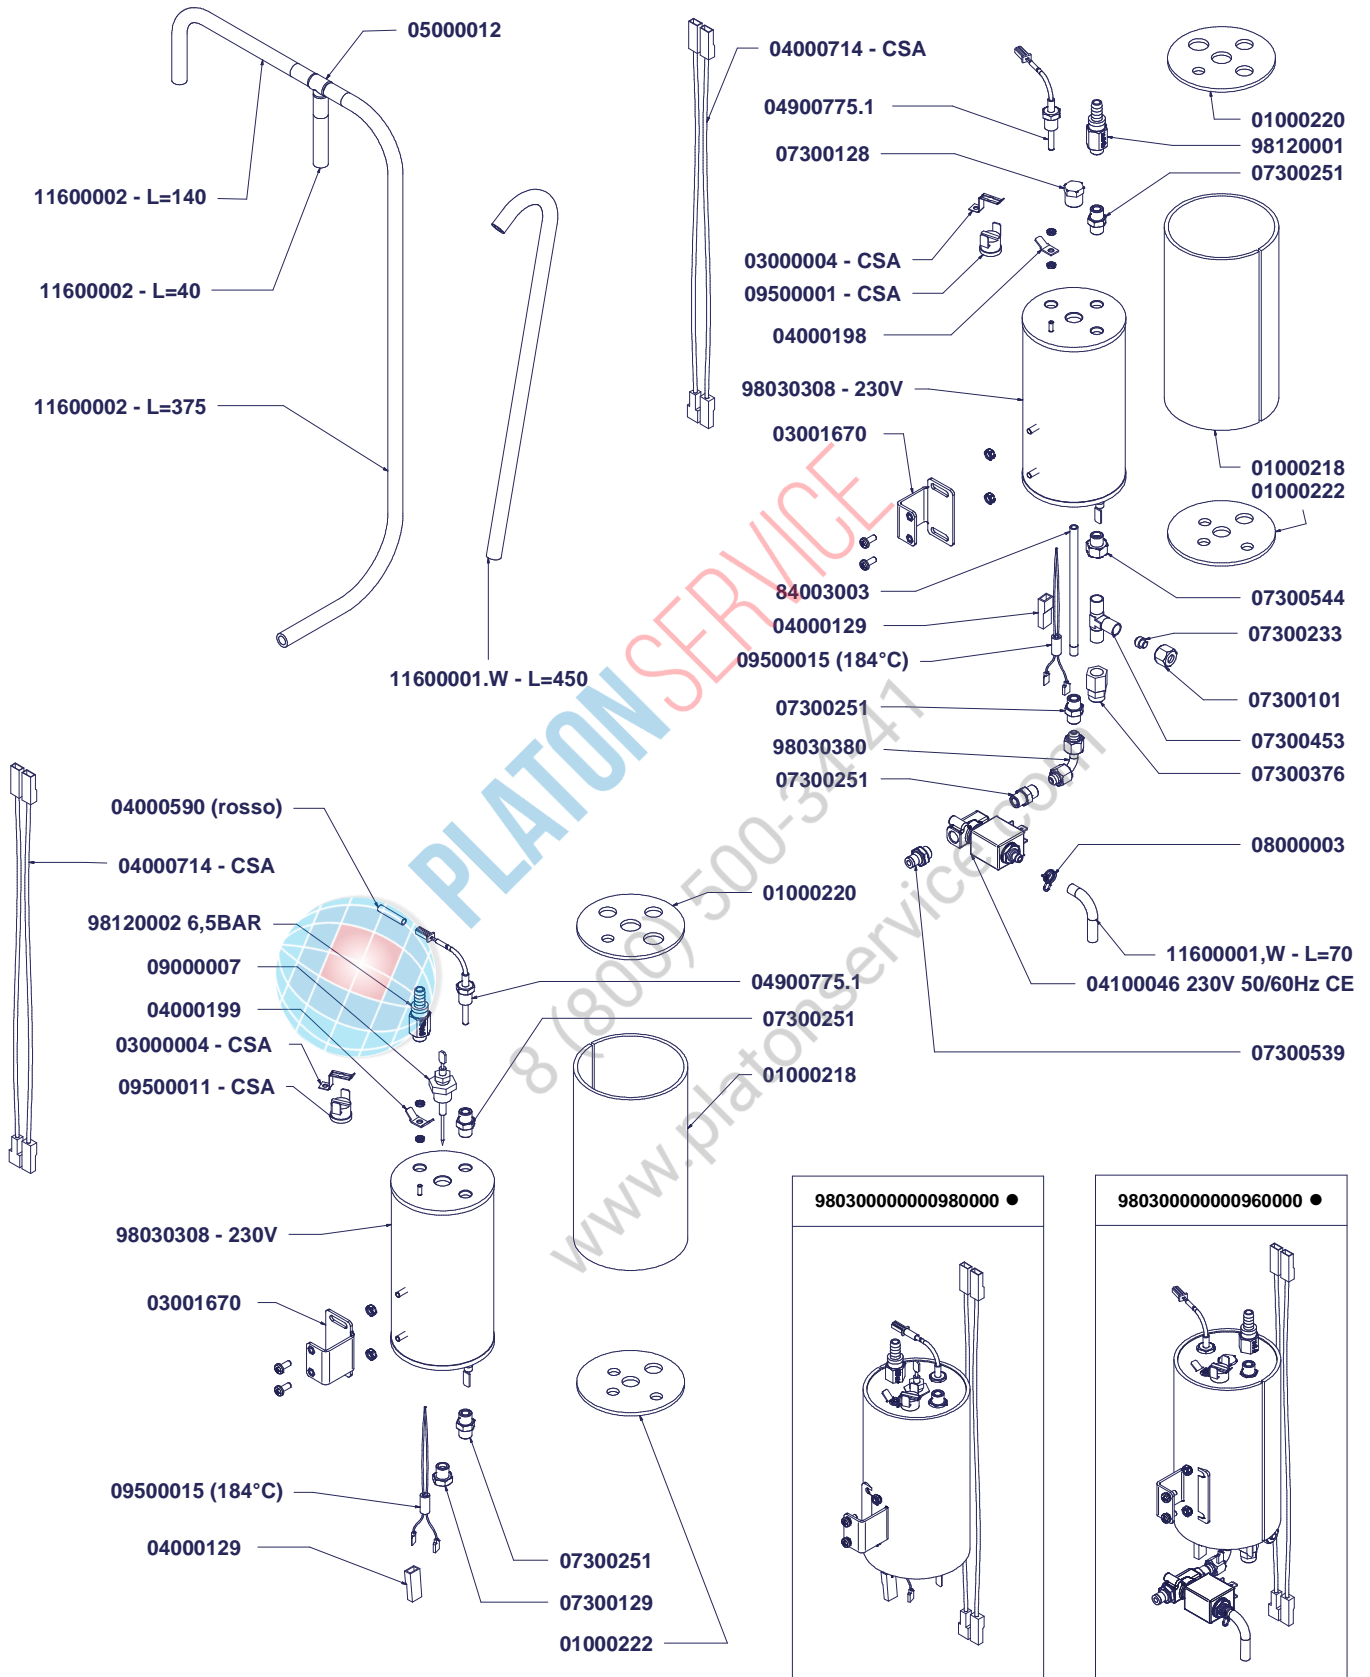 05000012
11600002 - L=140
11600002 - L=40
11600002 - L=375
11600001.W - L=450
04000714 - CSA
04900775.1
07300128
03000004 - CSA
09500001 - CSA
04000198
98030308 - 230V
03001670
84003003
04000129
09500015 (184°C)
07300251
98030380
07300251
01000220
98120001
07300251
01000218
01000222
07300544
07300233
07300101
07300453
07300376
08000003
11600001,W - L=70
04100046 230V 50/60Hz CE
07300539
04000590 (rosso)
04000714 - CSA
98120002 6,5BAR
09000007
04000199
03000004 - CSA
09500011 - CSA
98030308 - 230V
03001670
09500015 (184°C)
04000129
01000220
04900775.1
07300251
01000218
07300251
07300129
01000222
980300000000980000 ●
980300000000960000 ●
PLATONSERVICE
8 (800) 500-34-41
www.platonservice.com